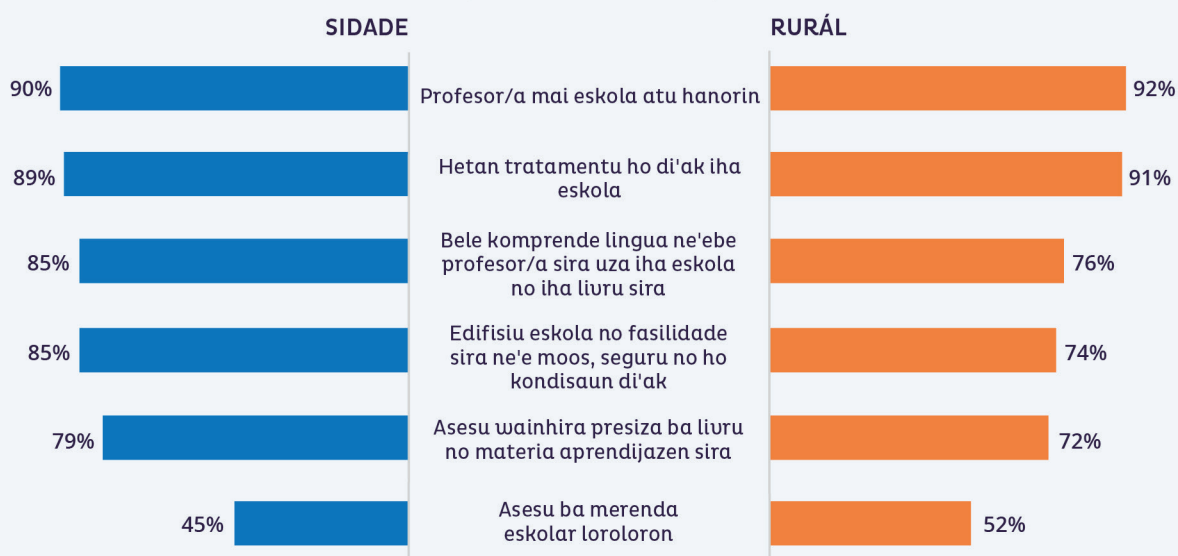 SIDADE
RURÁL
90%
Profesor/a mai eskola atu hanorin
92%
89%
Hetan tratamentu ho di'ak iha
eskola
91%
85%
Bele komprende lingua ne'ebe
profesor/a sira uza iha eskola
no iha livru sira
76%
85%
Edifisiu eskola no fasilidade
sira ne'e moos, seguru no ho
kondisaun di'ak
74%
79%
Asesu wainhira presiza ba livru
no materia aprendijazen sira
72%
45%
Asesu ba merenda
eskolar loroloron
52%